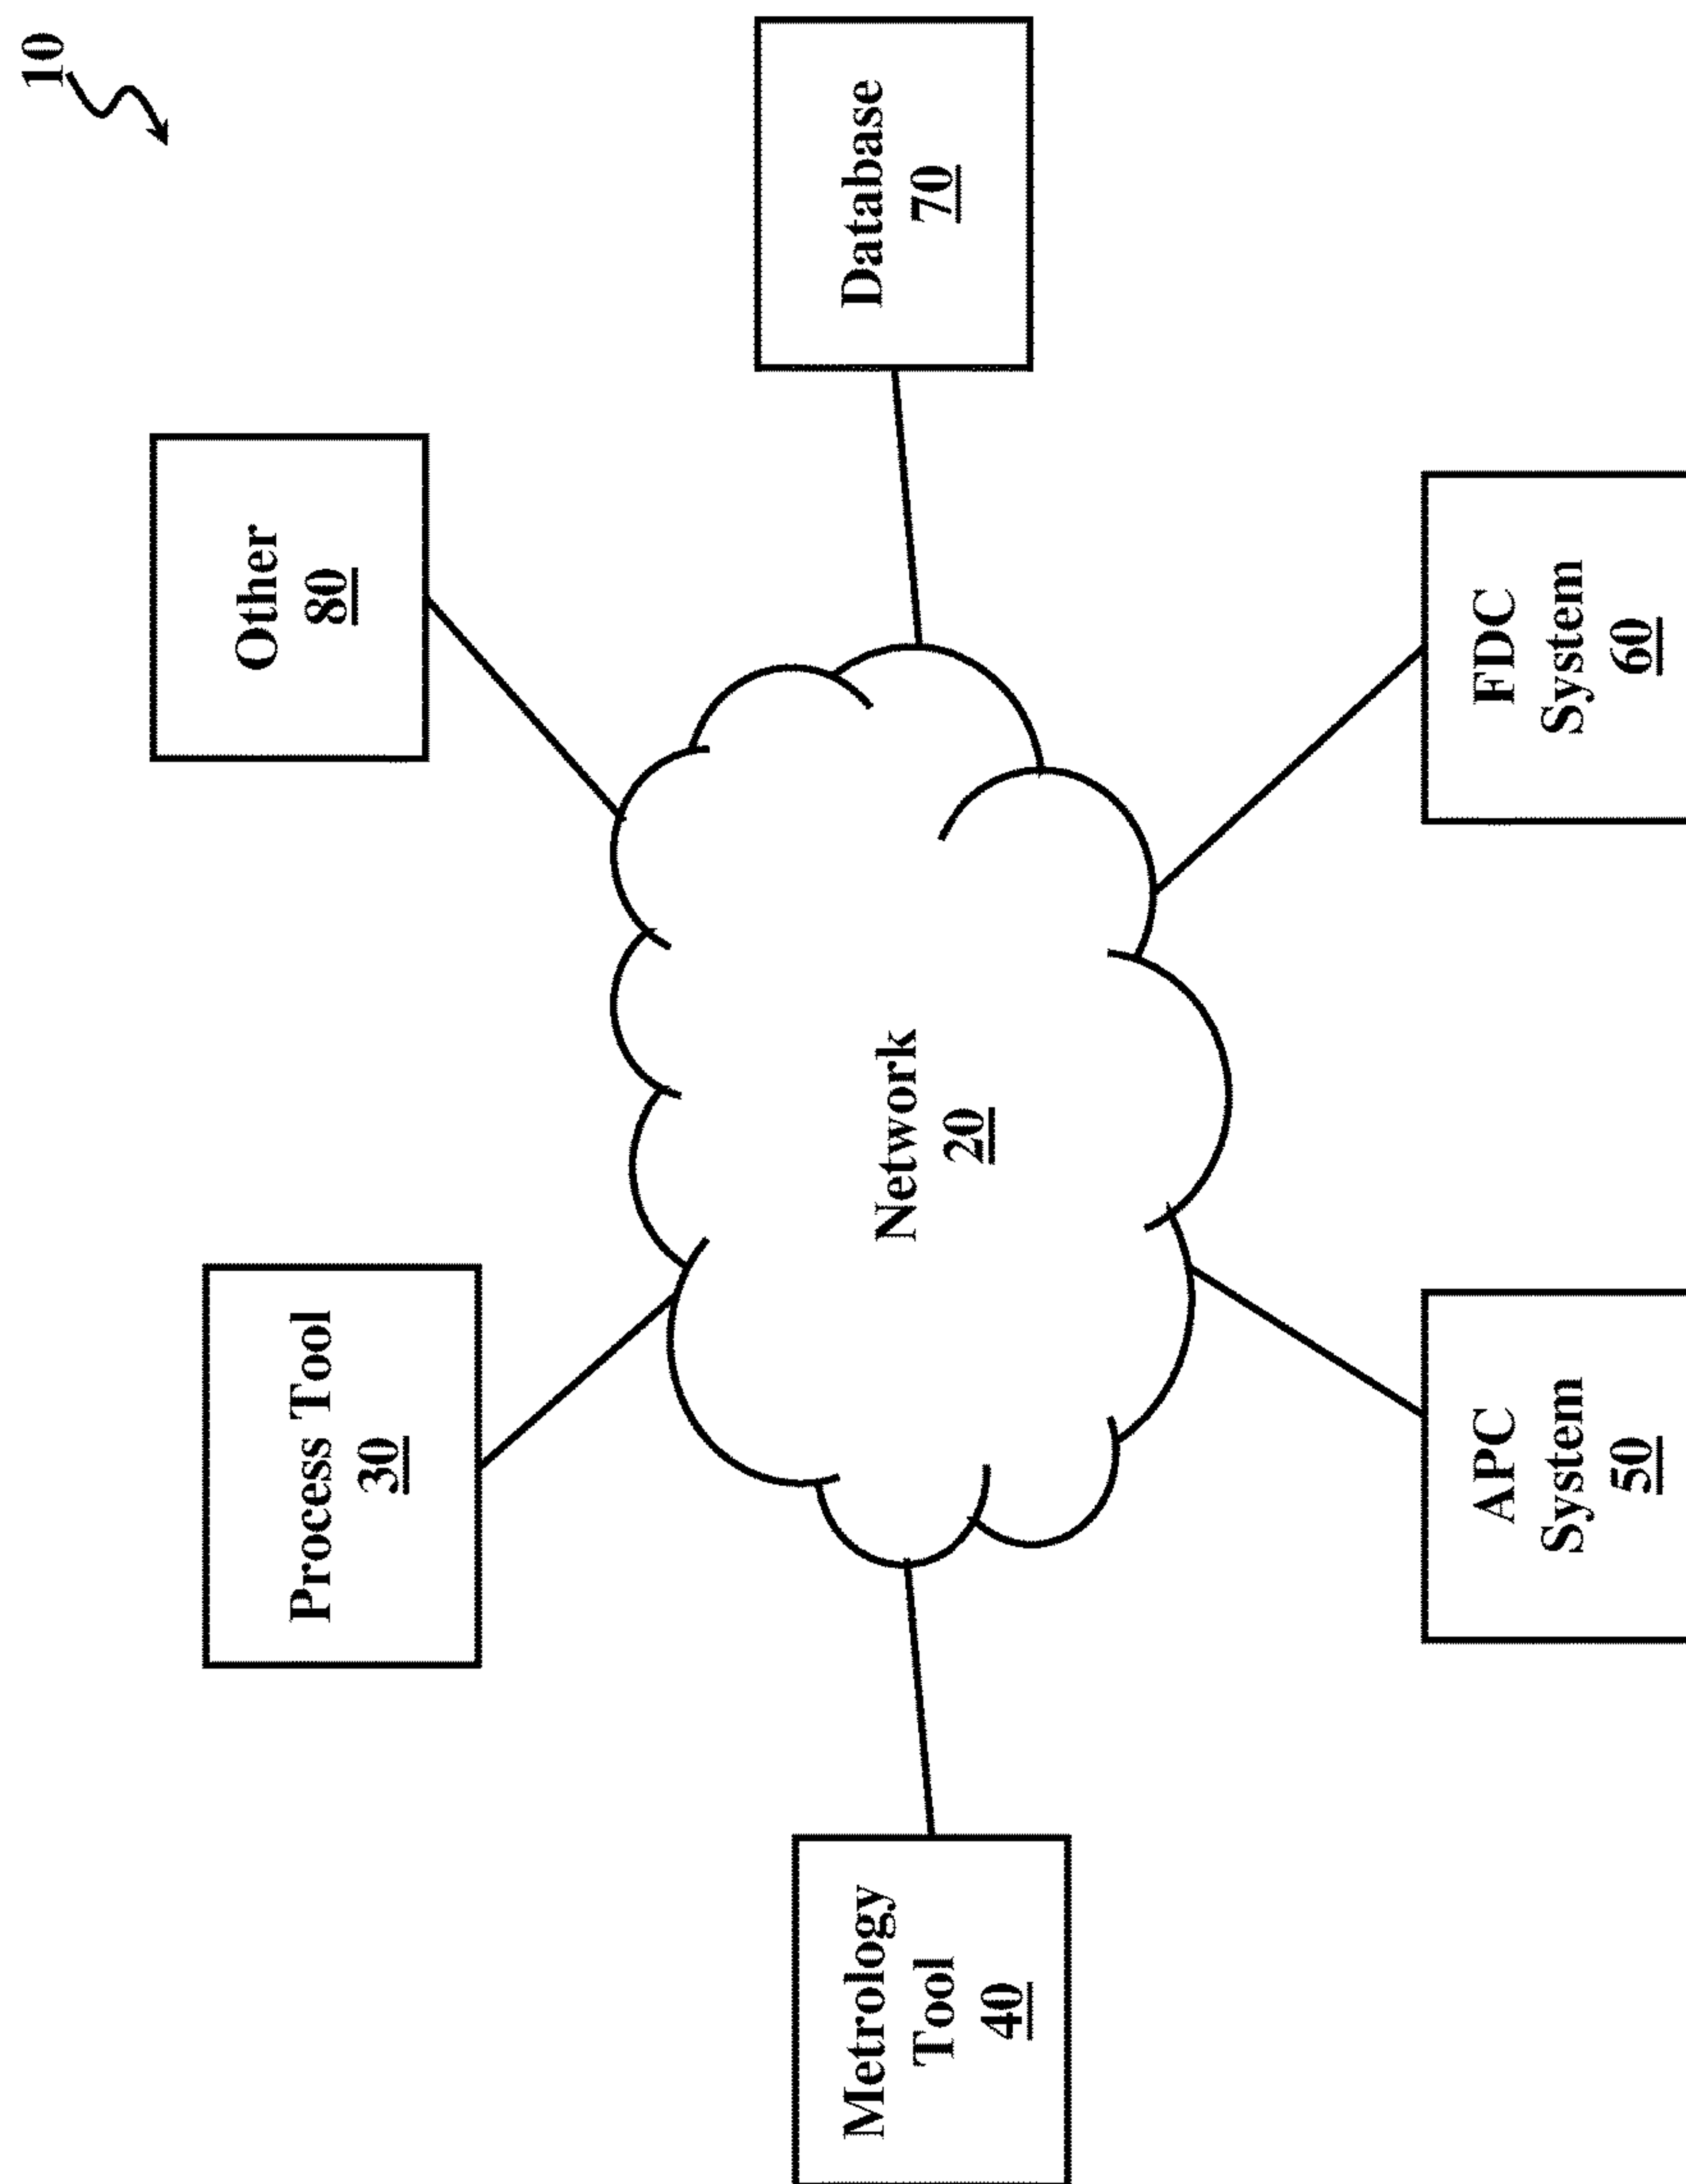 10
Process Tool
30
Other
80
Metrology
Tool
40
Network
20
Database
70
APC
System
50
FDC
System
60